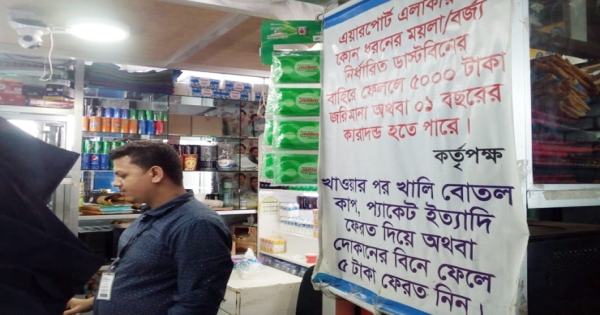 এয়ারপোর্ট এলাকায়
কোন ধরনের ময়লা/বর্জ্য
নির্ধারিত ডাস্টবিনের
বাহিরে ফেললে ৫০০০ টাকা
জরিমানা অথবা ০১ বছরের
কারাদন্ড হতে পারে।
কর্তৃপক্ষ
খাওয়ার পর খালি বোতল
কাপ, প্যাকেট ইত্যাদি
ফেরত দিয়ে অথবা
দোকানের বিনে ফেলে
৫ টাকা ফেরত নিন।